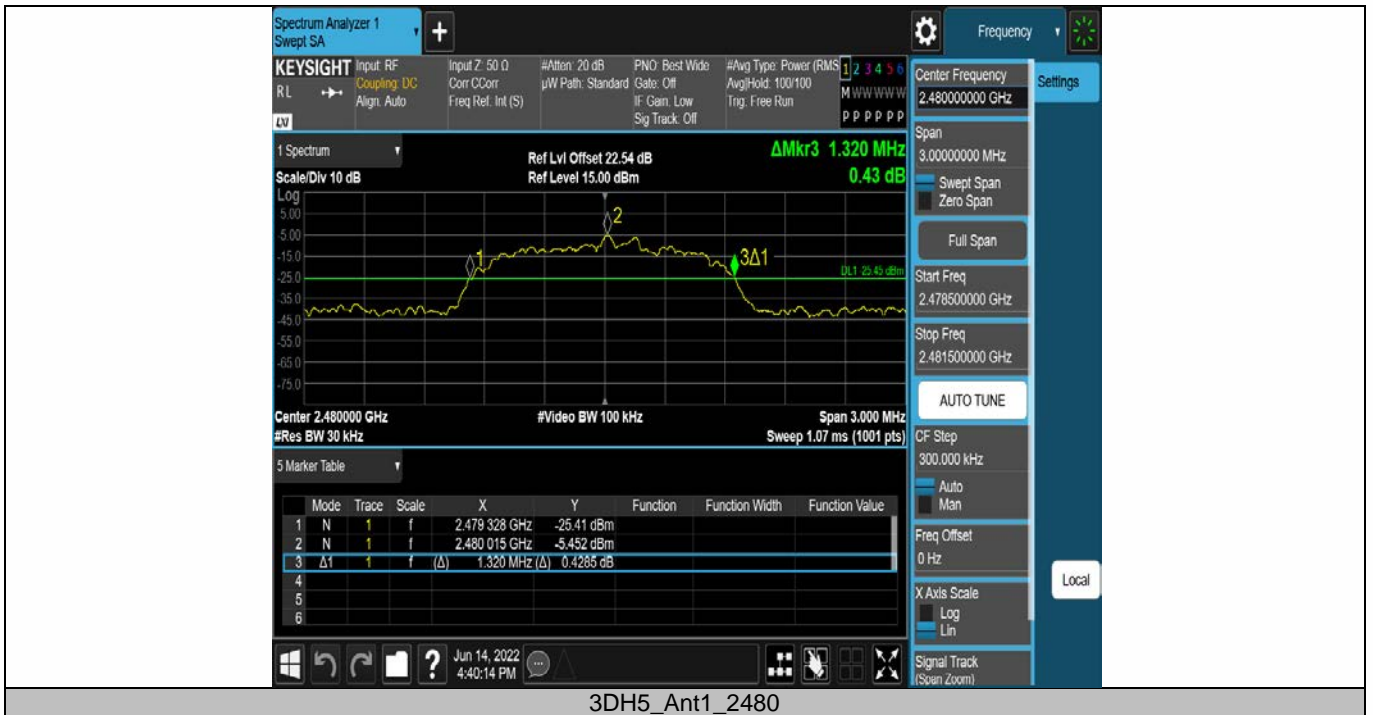 Spectrum Analyzer 1
Swept SA
+
Frequency
KEYSIGHT Input: RF Input Z: 50 Ω #Atten: 20 dB PNO: Best Wide #Avg Type: Power (RMS 1 2 3 4 5 6
RL Coupling: DC Corr CCorr µW Path: Standard Gate: Off Avg|Hold: 100/100 M W W W W W
Align: Auto Freq Ref: Int (S) IF Gain: Low Trig: Free Run
Sig Track: Off P P P P P P
Center Frequency
2.480000000 GHz
Settings
Span
3.00000000 MHz
Swept Span
Zero Span
Full Span
Start Freq
2.478500000 GHz
Stop Freq
2.481500000 GHz
AUTO TUNE
CF Step
300.000 kHz
Auto
Man
Freq Offset
0 Hz
X Axis Scale
Log
Lin
Signal Track
(Span Zoom)
Local
1 Spectrum
Ref Lvl Offset 22.54 dB
ΔMkr3 1.320 MHz
Scale/Div 10 dB
Ref Level 15.00 dBm
0.43 dB
Log
5.00
-5.00
-15.0
-25.0
-35.0
-45.0
-55.0
-65.0
-75.0
1
2
3Δ1
DL1 -25.45 dBm
Center 2.480000 GHz #Video BW 100 kHz Span 3.000 MHz
#Res BW 30 kHz Sweep 1.07 ms (1001 pts)
5 Marker Table
Mode Trace Scale X Y Function Function Width Function Value
1 N 1 f 2.479 328 GHz -25.41 dBm
2 N 1 f 2.480 015 GHz -5.452 dBm
3 Δ1 1 f (Δ) 1.320 MHz (Δ) 0.4285 dB
4
5
6
?
Jun 14, 2022
4:40:14 PM
3DH5_Ant1_2480